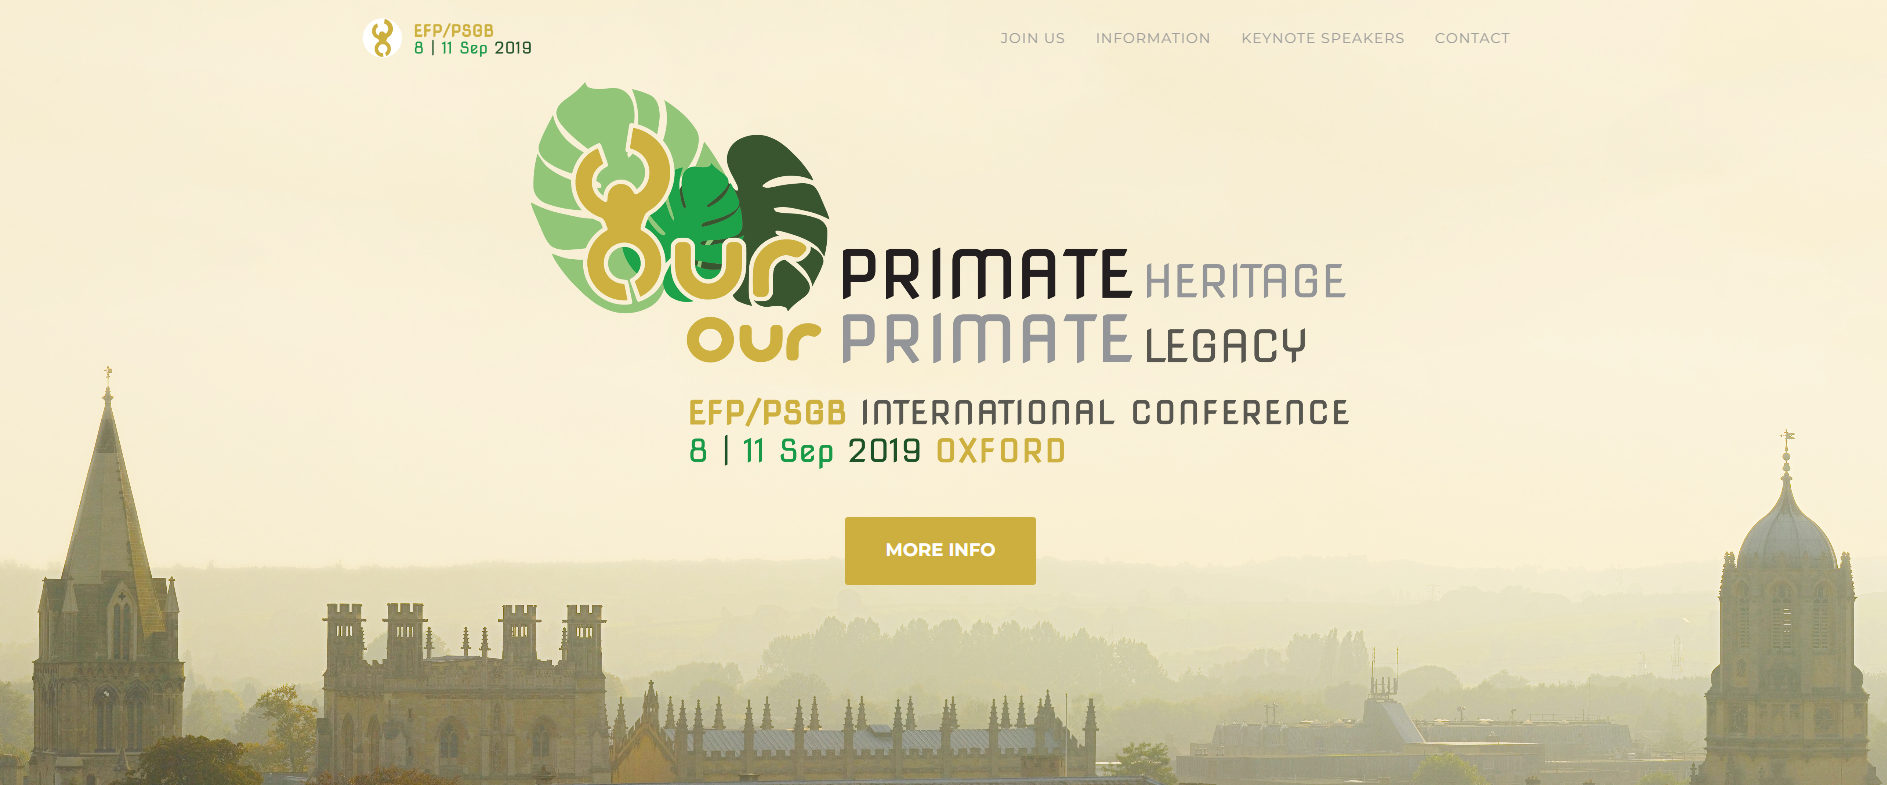 EFP/PSGB
8 | 11 Sep 2019
JOIN US
INFORMATION
KEYNOTE SPEAKERS
CONTACT
our PRIMATE HERITAGE
our PRIMATE LEGACY
EFP/PSGB INTERNATIONAL CONFERENCE
8 | 11 Sep 2019 OXFORD
MORE INFO